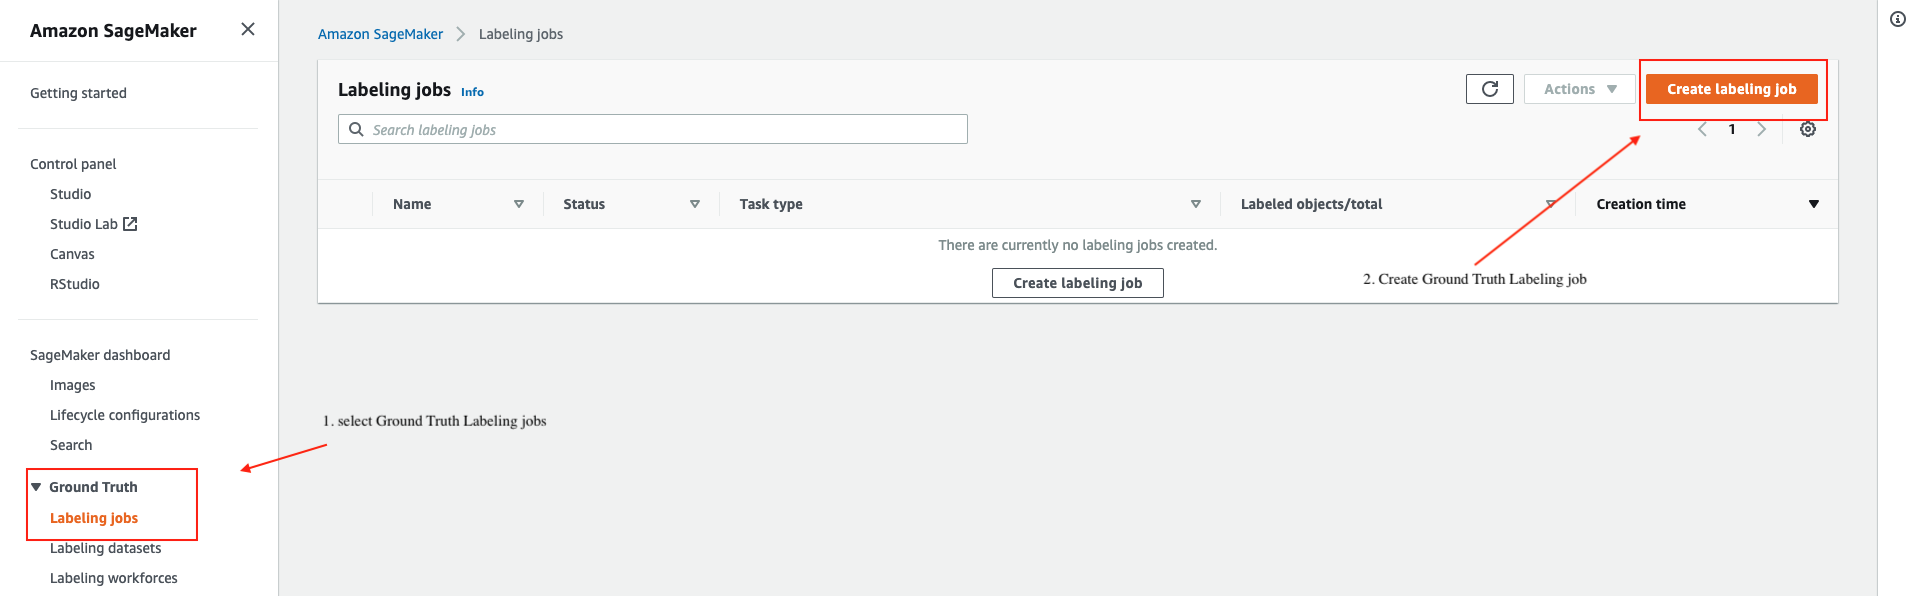 Amazon SageMaker
Getting started
Control panel
Studio
Studio Lab
Canvas
RStudio
SageMaker dashboard
Images
Lifecycle configurations
Search
Ground Truth
Labeling jobs
Labeling datasets
Labeling workforces
Amazon SageMaker > Labeling jobs
Labeling jobs Info
Actions
Create labeling job
Search labeling jobs
1
Name Status Task type Labeled objects/total Creation time
There are currently no labeling jobs created.
Create labeling job
2. Create Ground Truth Labeling job
1. select Ground Truth Labeling jobs